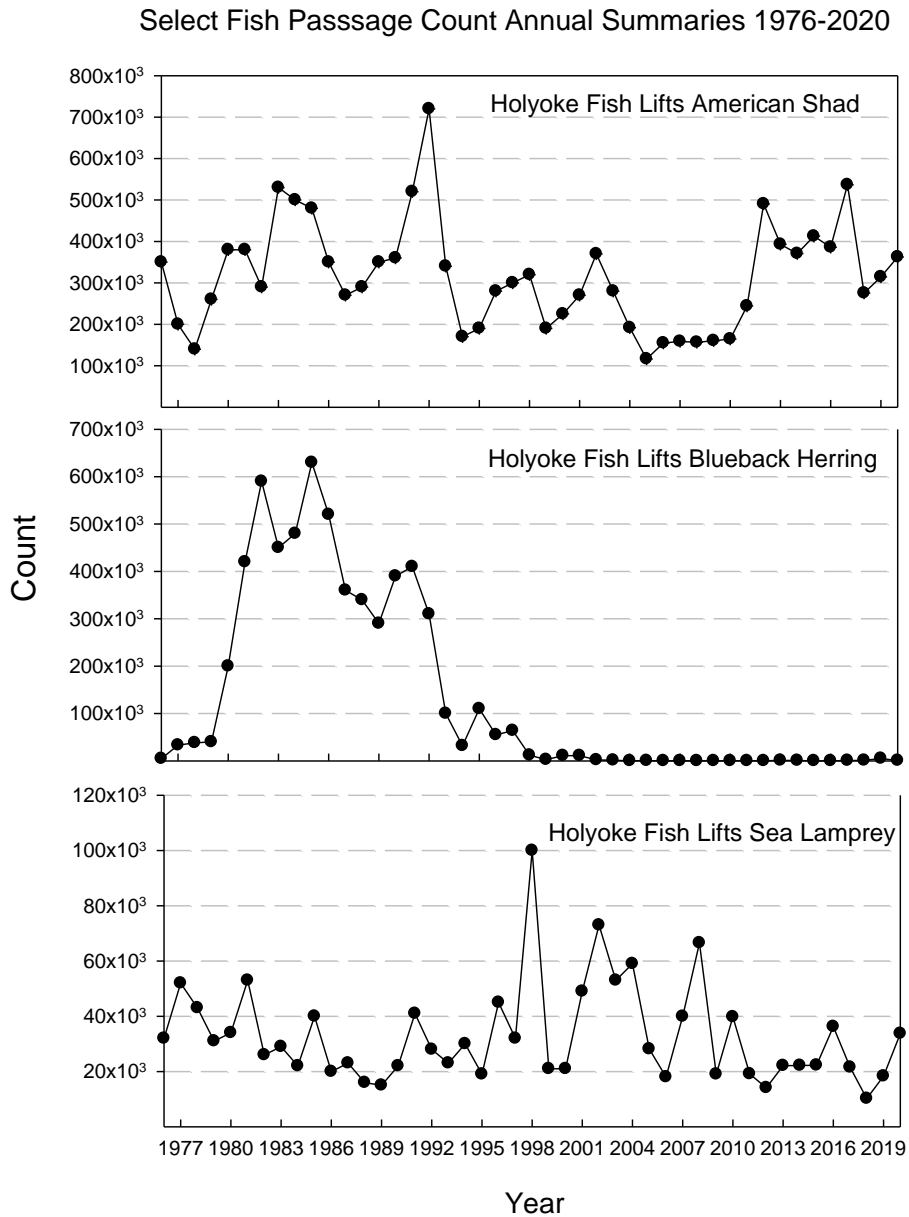 Select Fish Passsage Count Annual Summaries 1976-2020
Holyoke Fish Lifts American Shad
800x10³
700x10³
600x10³
500x10³
400x10³
300x10³
200x10³
100x10³
Holyoke Fish Lifts Blueback Herring
700x10³
600x10³
500x10³
400x10³
300x10³
200x10³
100x10³
Count
Holyoke Fish Lifts Sea Lamprey
120x10³
100x10³
80x10³
60x10³
40x10³
20x10³
1977 1980 1983 1986 1989 1992 1995 1998 2001 2004 2007 2010 2013 2016 2019
Year